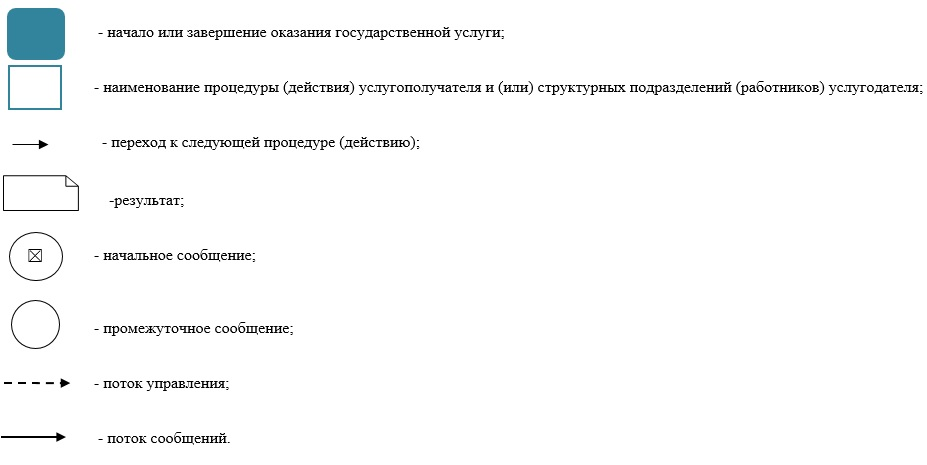 - начало или завершение оказания государственной услуги;
- наименование процедуры (действия) услугополучателя и (или) структурных подразделений (работников) услугодателя;
- переход к следующей процедуре (действию);
-результат;
- начальное сообщение;
- промежуточное сообщение;
- поток управления;
- поток сообщений.